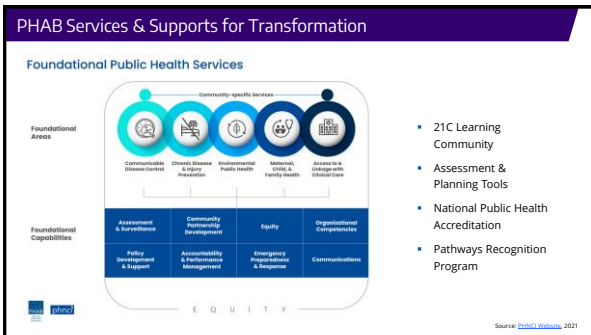 PHAB Services & Supports for Transformation
Foundational Public Health Services
Community-specific Services
Foundational
Areas
Communicable
Disease Control
Chronic Disease
& Injury
Prevention
Environmental
Public Health
Maternal,
Child, &
Family Health
Access to &
Linkage with
Clinical Care
Foundational
Capabilities
Assessment
& Surveillance
Community
Partnership
Development
Equity
Organizational
Competencies
Policy
Development
& Support
Accountability
& Performance
Management
Emergency
Preparedness
& Response
Communications
E Q U I T Y
PHAB
phnci
▪ 21C Learning
Community
▪ Assessment &
Planning Tools
▪ National Public Health
Accreditation
▪ Pathways Recognition
Program
Source: PHNCI Website, 2021